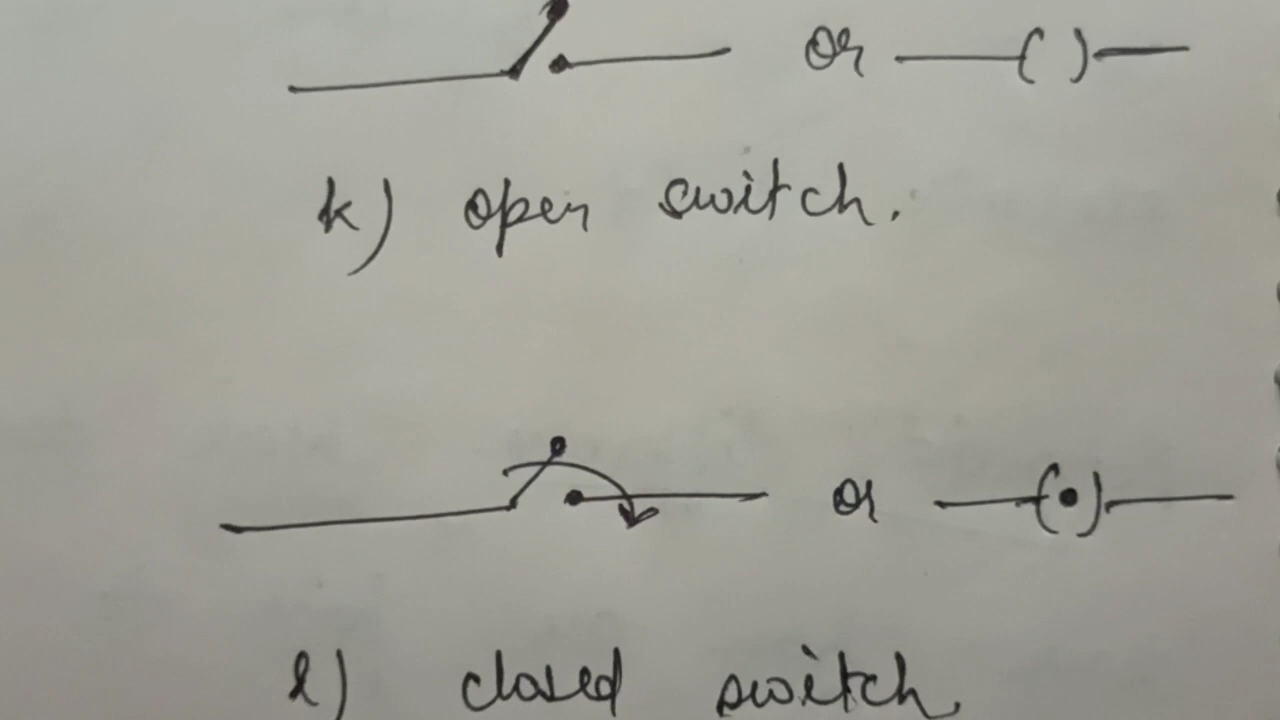 or
k) open switch.
or
l) closed switch.